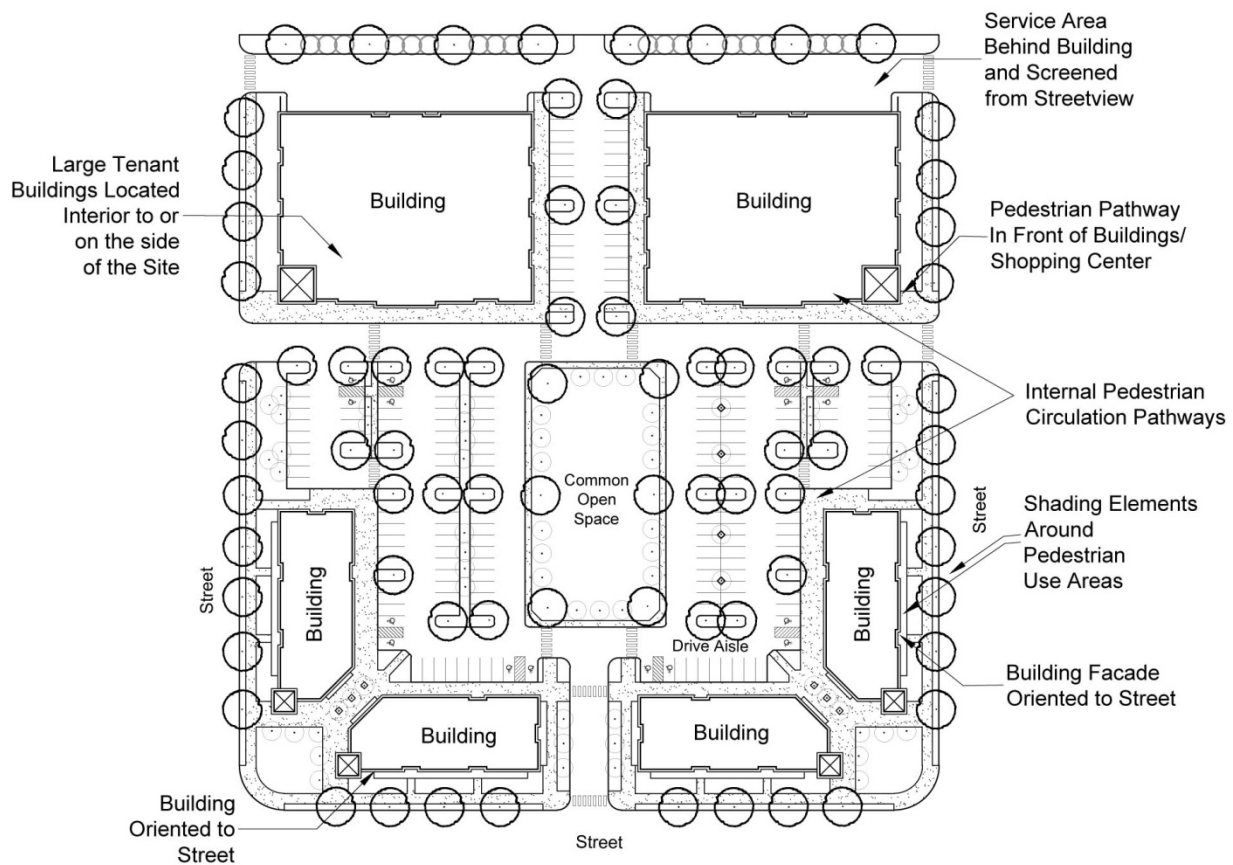 Service Area
Behind Building
and Screened
from Streetview
Large Tenant
Buildings Located
Interior to or
on the side
of the Site
Building
Building
Pedestrian Pathway
In Front of Buildings/
Shopping Center
Internal Pedestrian
Circulation Pathways
Common
Open
Space
Street
Shading Elements
Around
Pedestrian
Use Areas
Street
Building
Building
Drive Aisle
Building Facade
Oriented to Street
Building
Building
Building
Oriented to
Street
Street